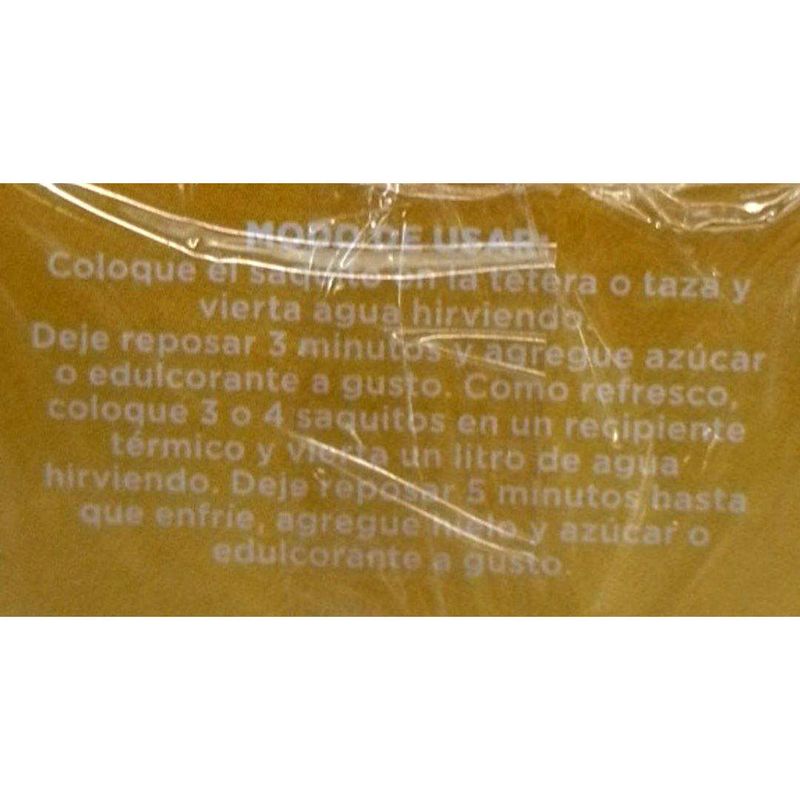 MODO DE USAR:
Coloque el saquito en la tetera o taza y
vierta agua hirviendo.
Deje reposar 3 minutos y agregue azúcar
o edulcorante a gusto. Como refresco,
coloque 3 o 4 saquitos en un recipiente
térmico y vierta un litro de agua
hirviendo. Deje reposar 5 minutos hasta
que enfríe, agregue hielo y azúcar o
edulcorante a gusto.